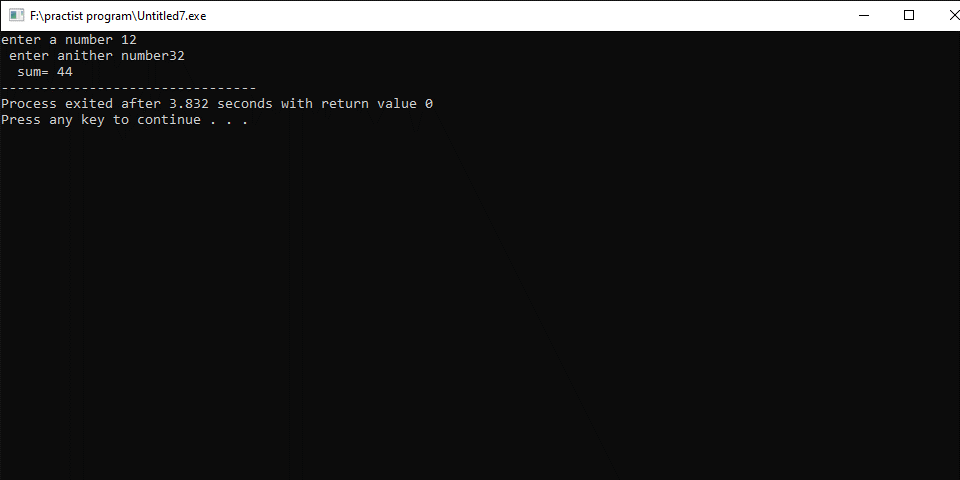 F:\practist program\Untitled7.exe
enter a number 12
enter anither number32
sum= 44
--------------------------------
Process exited after 3.832 seconds with return value 0
Press any key to continue . . .